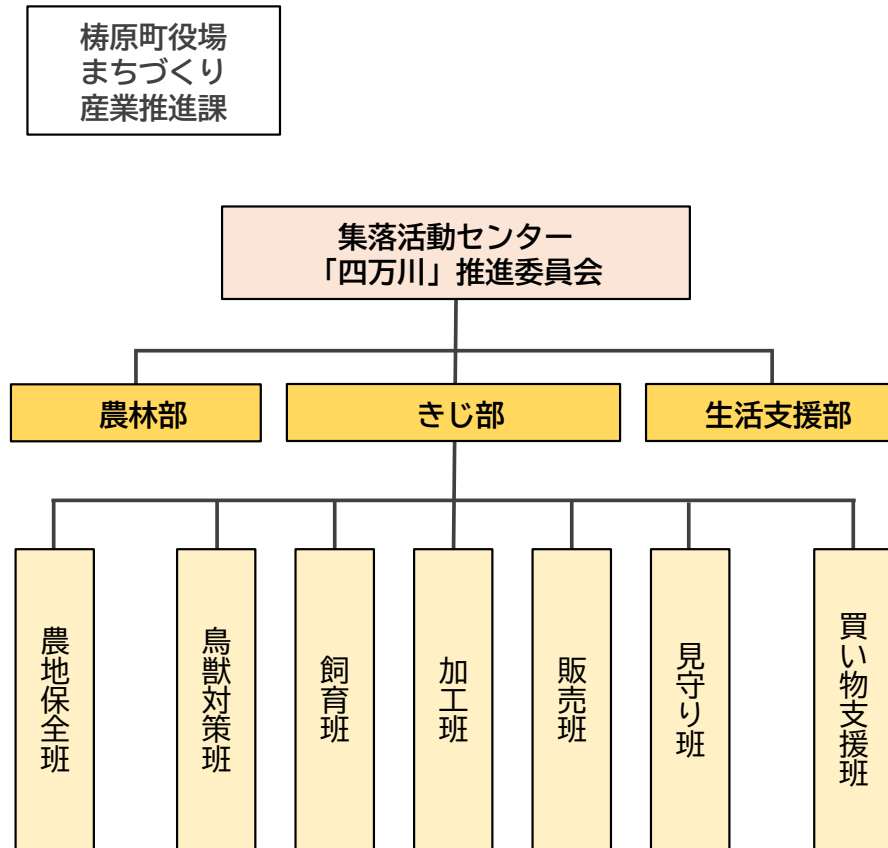 梼原町役場
まちづくり
産業推進課
集落活動センター
「四万川」推進委員会
農林部
きじ部
生活支援部
農地保全班
鳥獣対策班
飼育班
加工班
販売班
見守り班
買い物支援班